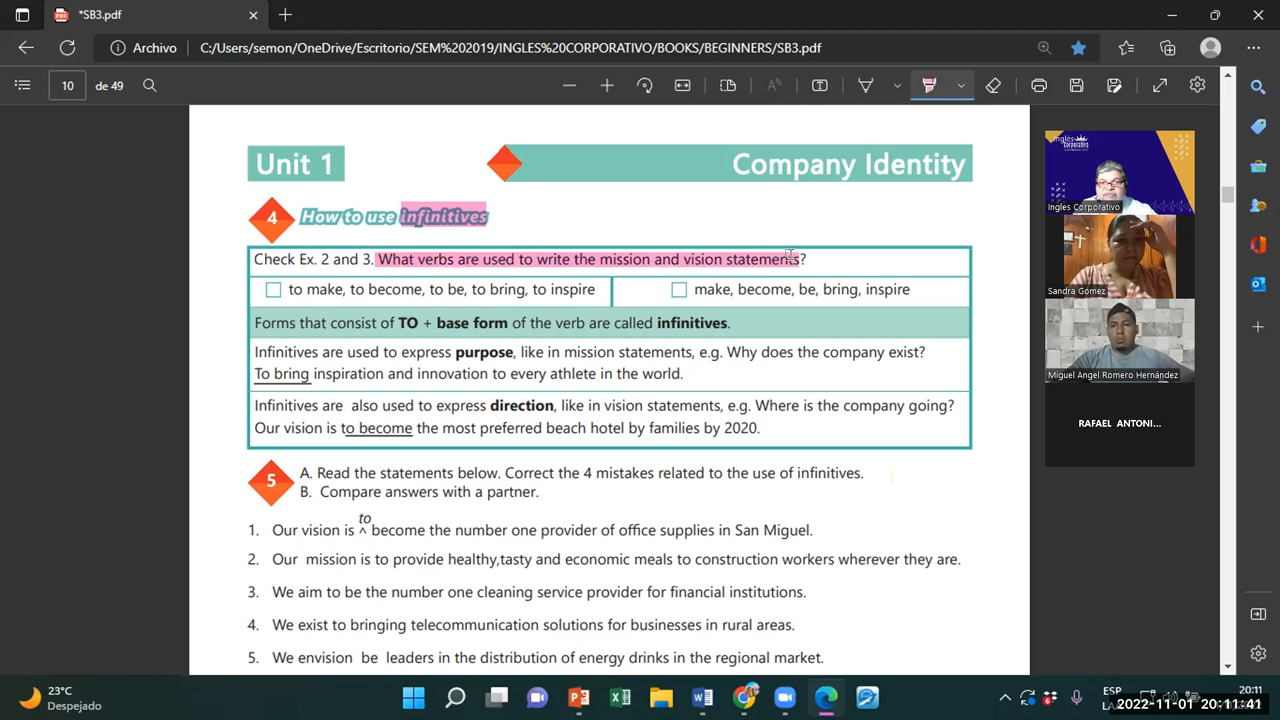 *SB3.pdf
Archivo
C:/Users/semon/OneDrive/Escritorio/SEM%202019/INGLES%20CORPORATIVO/BOOKS/BEGINNERS/SB3.pdf
10
de 49
Unit 1
Company Identity
4
How to use infinitives
Check Ex. 2 and 3. What verbs are used to write the mission and vision statements?
to make, to become, to be, to bring, to inspire
make, become, be, bring, inspire
Forms that consist of TO + base form of the verb are called infinitives.
Infinitives are used to express purpose, like in mission statements, e.g. Why does the company exist?
To bring inspiration and innovation to every athlete in the world.
Infinitives are also used to express direction, like in vision statements, e.g. Where is the company going?
Our vision is to become the most preferred beach hotel by families by 2020.
5
A. Read the statements below. Correct the 4 mistakes related to the use of infinitives.
B. Compare answers with a partner.
to
1. Our vision is ^ become the number one provider of office supplies in San Miguel.
2. Our mission is to provide healthy,tasty and economic meals to construction workers wherever they are.
3. We aim to be the number one cleaning service provider for financial institutions.
4. We exist to bringing telecommunication solutions for businesses in rural areas.
5. We envision be leaders in the distribution of energy drinks in the regional market.
Inglés
Corporativo
Ingles Corporativo
Sandra Gomez
Miguel Angel Romero Hernández
RAFAEL ANTONI...
23°C
Despejado
ESP
20:11
2022-11-01 20:11:41